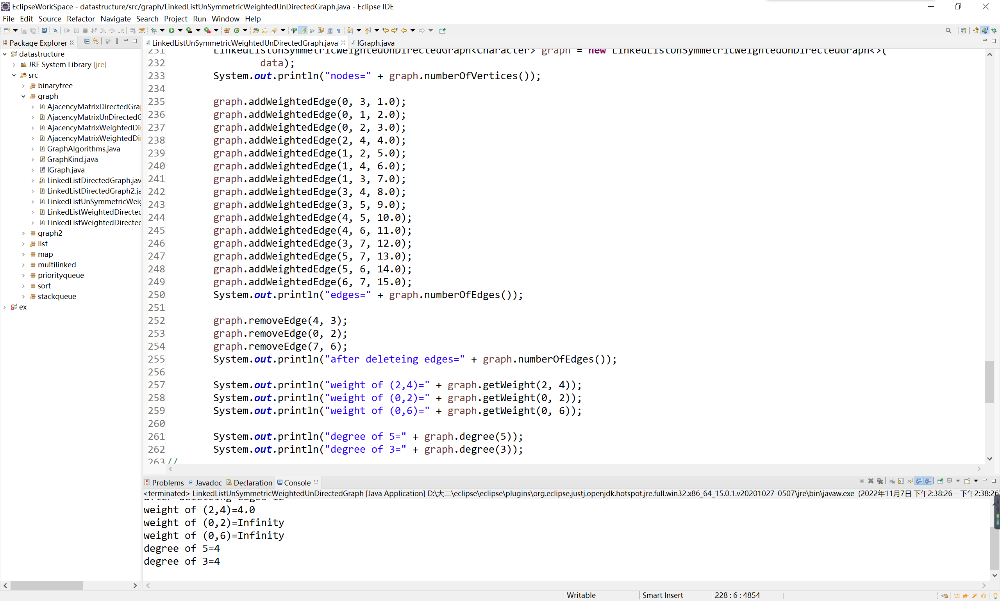 EclipseWorkSpace - datastructure/src/graph/LinkedListUnSymmetricWeightedUnDirectedGraph.java - Eclipse IDE
File Edit Source Refactor Navigate Search Project Run Window Help
Package Explorer
datastructure
JRE System Library [jre]
src
binarytree
graph
AjacencyMatrixDirectedGra
AjacencyMatrixUnDirectedG
AjacencyMatrixWeightedDi
AjacencyMatrixWeightedDi
GraphAlgorithms.java
GraphKind.java
IGraph.java
LinkedListDirectedGraph.jav
LinkedListDirectedGraph2.ja
LinkedListUnSymmetricWeig
LinkedListWeightedDirected
LinkedListWeightedDirected
graph2
list
map
multilinked
priorityqueue
sort
stackqueue
ex
LinkedListUnSymmetricWeightedUnDirectedGraph.java IGraph.java
231 LinkedListUnSymmetricWeightedUnDirectedGraph<Character> graph = new LinkedListUnSymmetricWeightedUnDirectedGraph<>(
232 data);
233 System.out.println("nodes=" + graph.numberOfVertices());
234
235 graph.addWeightedEdge(0, 3, 1.0);
236 graph.addWeightedEdge(0, 1, 2.0);
237 graph.addWeightedEdge(0, 2, 3.0);
238 graph.addWeightedEdge(2, 4, 4.0);
239 graph.addWeightedEdge(1, 2, 5.0);
240 graph.addWeightedEdge(1, 4, 6.0);
241 graph.addWeightedEdge(1, 3, 7.0);
242 graph.addWeightedEdge(3, 4, 8.0);
243 graph.addWeightedEdge(3, 5, 9.0);
244 graph.addWeightedEdge(4, 5, 10.0);
245 graph.addWeightedEdge(4, 6, 11.0);
246 graph.addWeightedEdge(3, 7, 12.0);
247 graph.addWeightedEdge(5, 7, 13.0);
248 graph.addWeightedEdge(5, 6, 14.0);
249 graph.addWeightedEdge(6, 7, 15.0);
250 System.out.println("edges=" + graph.numberOfEdges());
251
252 graph.removeEdge(4, 3);
253 graph.removeEdge(0, 2);
254 graph.removeEdge(7, 6);
255 System.out.println("after deleteing edges=" + graph.numberOfEdges());
256
257 System.out.println("weight of (2,4)=" + graph.getWeight(2, 4));
258 System.out.println("weight of (0,2)=" + graph.getWeight(0, 2));
259 System.out.println("weight of (0,6)=" + graph.getWeight(0, 6));
260
261 System.out.println("degree of 5=" + graph.degree(5));
262 System.out.println("degree of 3=" + graph.degree(3));
263 //
Problems Javadoc Declaration Console
<terminated> LinkedListUnSymmetricWeightedUnDirectedGraph [Java Application] D:\大二\eclipse\eclipse\plugins\org.eclipse.justj.openjdk.hotspot.jre.full.win32.x86_64_15.0.1.v20201027-0507\jre\bin\javaw.exe (2022年11月7日 下午2:38:26 – 下午2:38:26
after deleteing edges=12
weight of (2,4)=4.0
weight of (0,2)=Infinity
weight of (0,6)=Infinity
degree of 5=4
degree of 3=4
Writable Smart Insert 228 : 6 : 4854